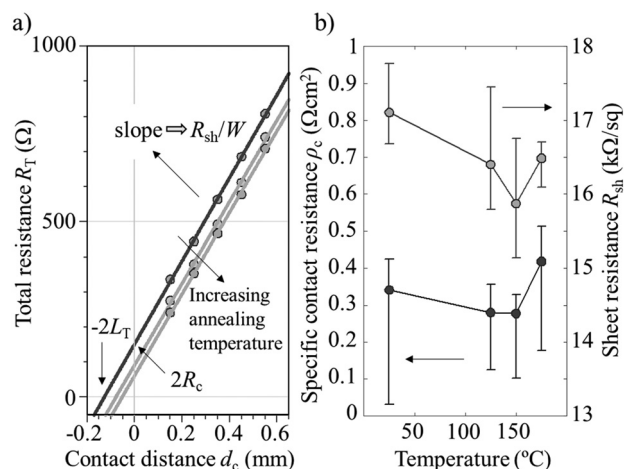 a)
1000
500
0
Total resistance R_T (Ω)
slope ⇨ R_sh/W
Increasing
annealing
temperature
-2L_T
2R_c
-0.2 0 0.2 0.4 0.6
Contact distance d_c (mm)
b)
1
0.9
0.8
0.7
0.6
0.5
0.4
0.3
0.2
0.1
0
Specific contact resistance ρ_c (Ωcm²)
18
17
16
15
14
13
Sheet resistance R_sh (kΩ/sq)
50 100 150
Temperature (ºC)